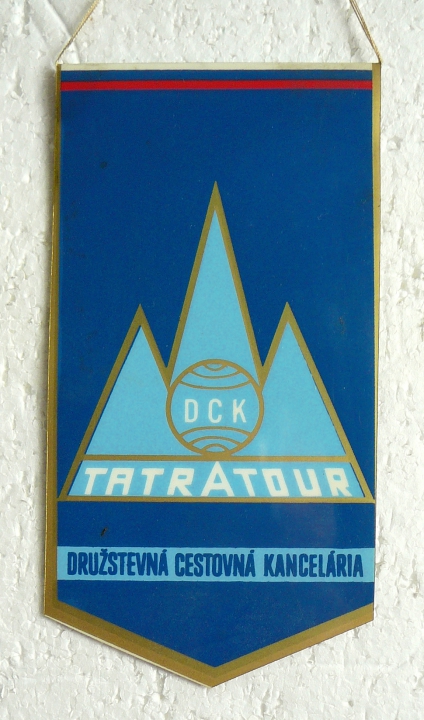 DCK
TATRATOUR
DRUŽSTEVNÁ CESTOVNÁ KANCELÁRIA